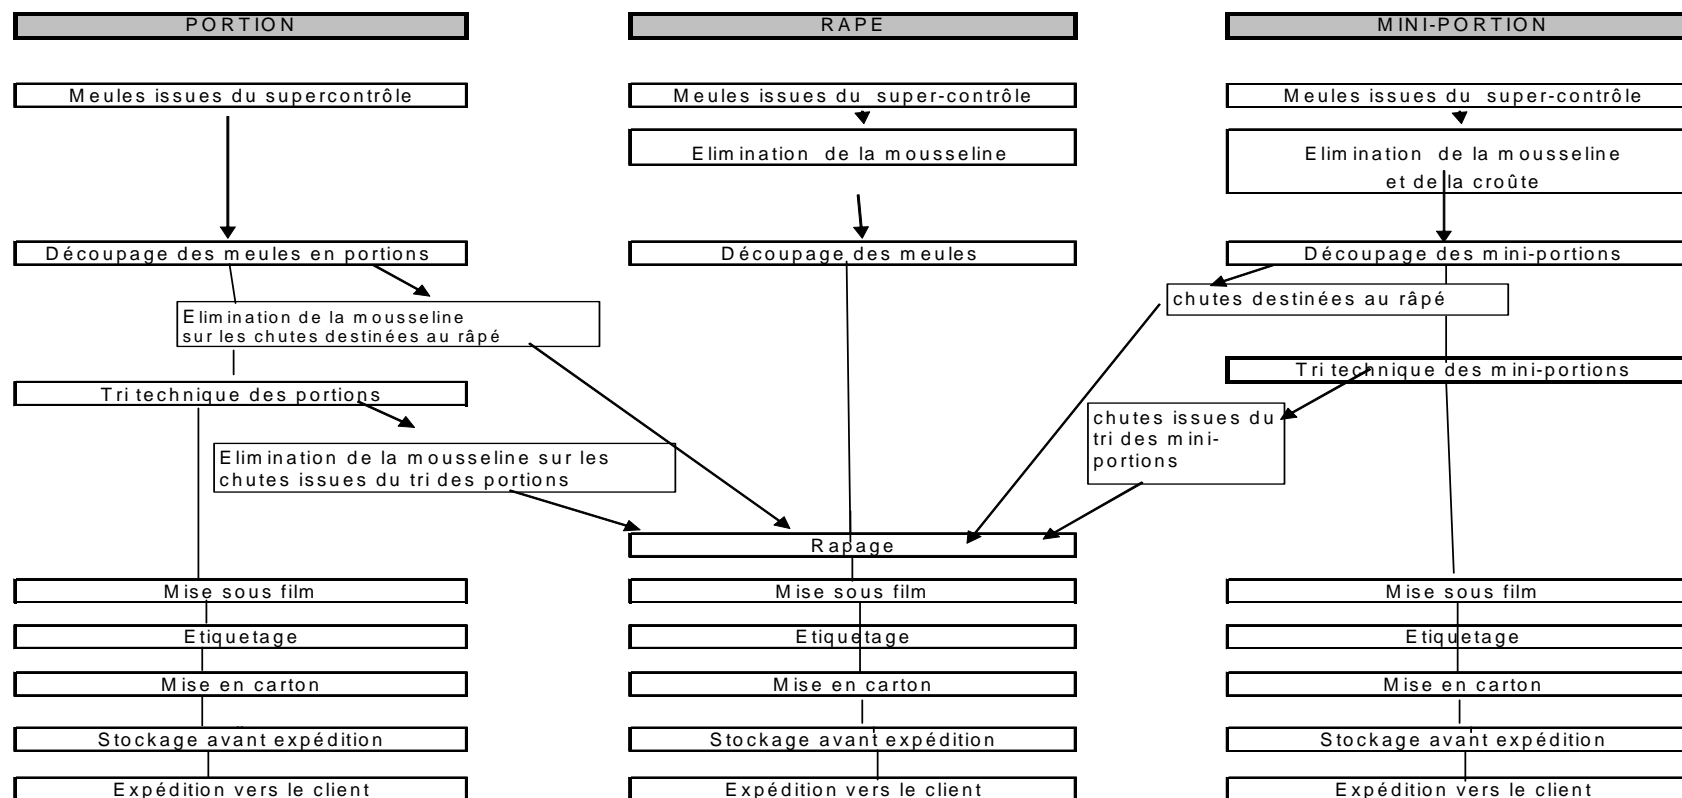 PORTION
RAPE
MINI-PORTION
Meules issues du supercontrôle
Meules issues du super-contrôle
Meules issues du super-contrôle
Elimination de la mousseline
Elimination de la mousseline
et de la croûte
Découpage des meules en portions
Découpage des meules
Découpage des mini-portions
Elimination de la mousseline
sur les chutes destinées au râpé
chutes destinées au râpé
Tri technique des portions
Tri technique des mini-portions
chutes issues du
tri des mini-
portions
Elimination de la mousseline sur les
chutes issues du tri des portions
Rapage
Mise sous film
Mise sous film
Mise sous film
Etiquetage
Etiquetage
Etiquetage
Mise en carton
Mise en carton
Mise en carton
Stockage avant expédition
Stockage avant expédition
Stockage avant expédition
Expédition vers le client
Expédition vers le client
Expédition vers le client